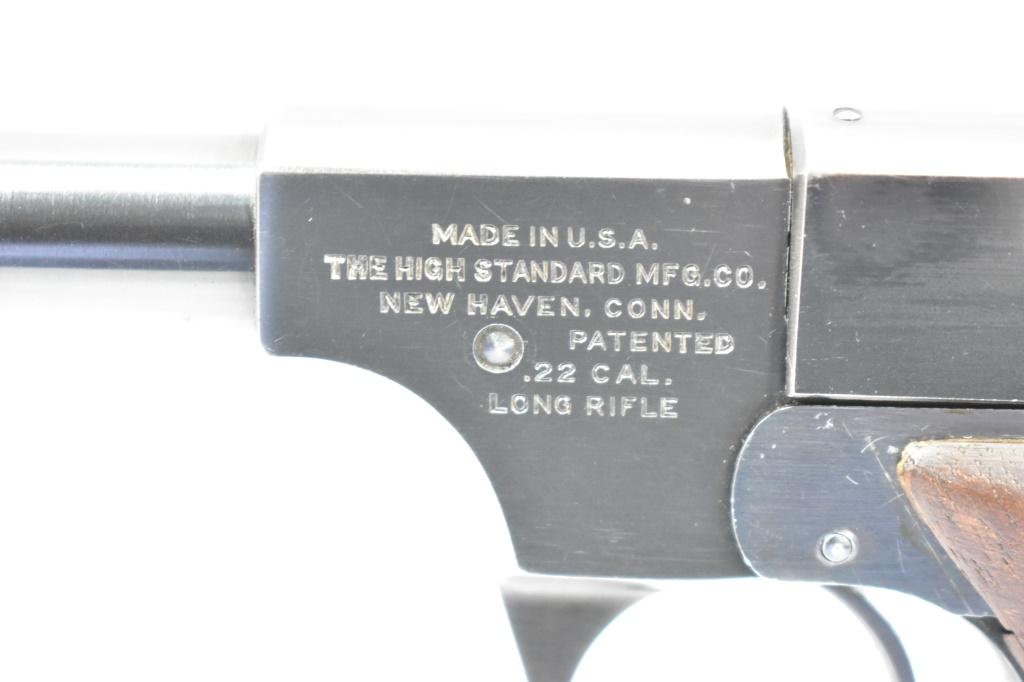 MADE IN U.S.A.
THE HIGH STANDARD MFG.CO.
NEW HAVEN. CONN.
PATENTED
.22 CAL.
LONG RIFLE